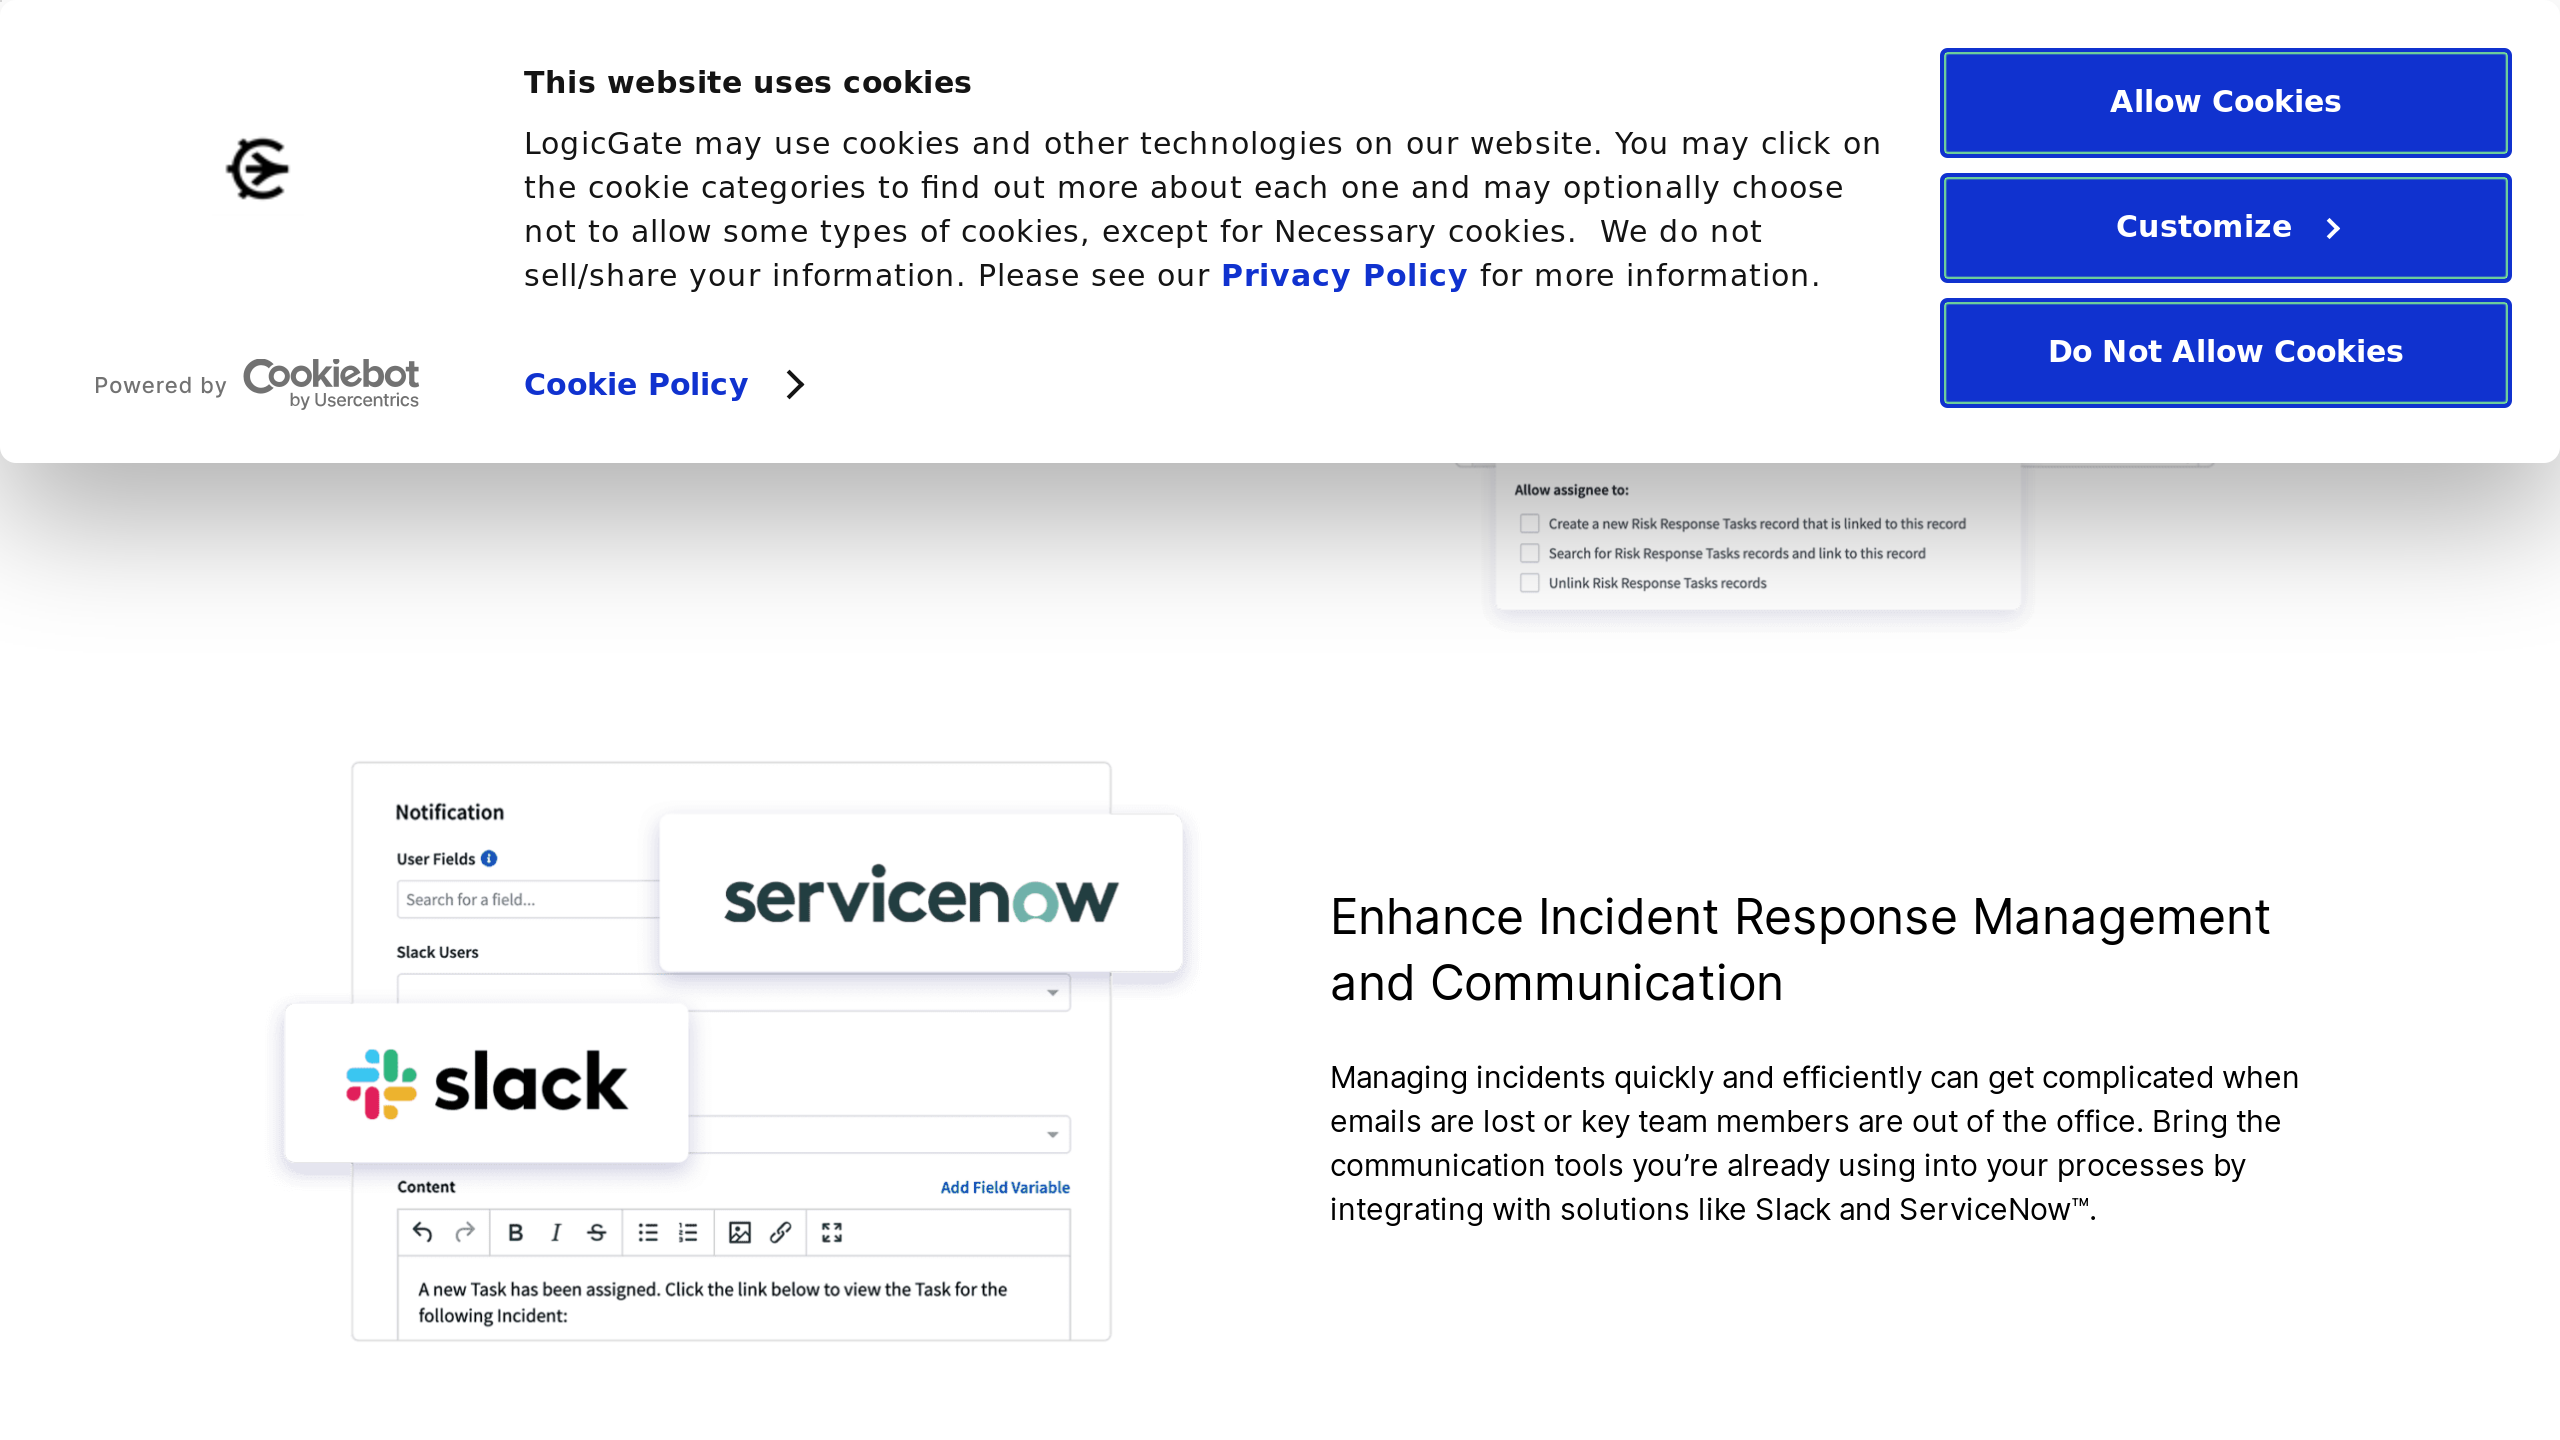 This website uses cookies
LogicGate may use cookies and other technologies on our website. You may click on
the cookie categories to find out more about each one and may optionally choose
not to allow some types of cookies, except for Necessary cookies.  We do not
sell/share your information. Please see our Privacy Policy for more information.
Powered by Cookiebot
by Usercentrics
Cookie Policy
Allow Cookies
Customize
Do Not Allow Cookies
Allow assignee to:
Create a new Risk Response Tasks record that is linked to this record
Search for Risk Response Tasks records and link to this record
Unlink Risk Response Tasks records
Notification
User Fields
Search for a field...
servicenow
Slack Users
slack
Content
Add Field Variable
A new Task has been assigned. Click the link below to view the Task for the
following Incident:
Enhance Incident Response Management
and Communication
Managing incidents quickly and efficiently can get complicated when
emails are lost or key team members are out of the office. Bring the
communication tools you’re already using into your processes by
integrating with solutions like Slack and ServiceNow™.